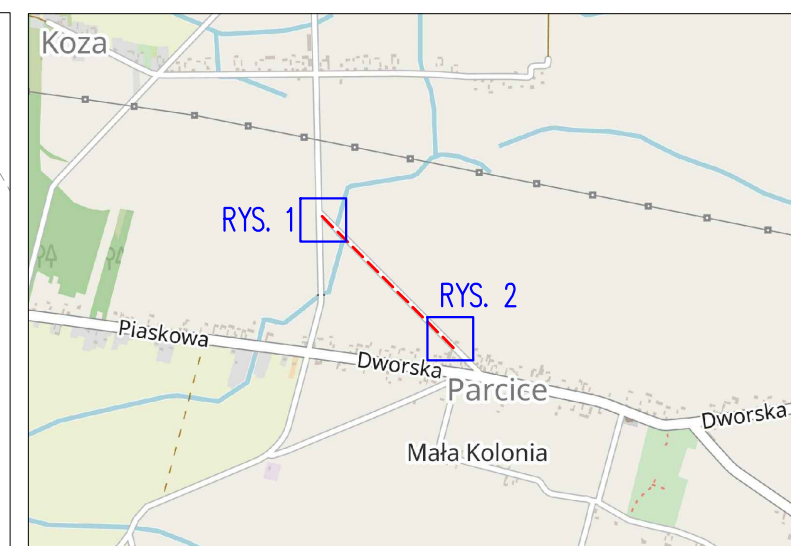 Koza
RYS. 1
RYS. 2
Piaskowa
Dworska
Parcice
Dworska
Mała Kolonia